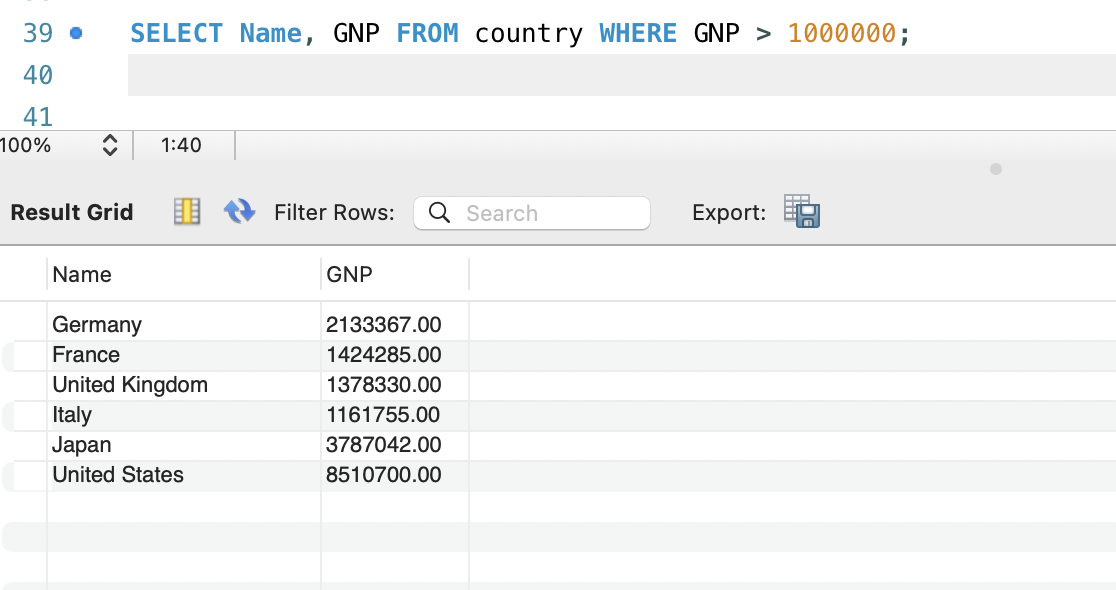 39 SELECT Name, GNP FROM country WHERE GNP > 1000000;
40
41
100% 1:40
Result Grid Filter Rows: Search Export:
Name GNP
Germany 2133367.00
France 1424285.00
United Kingdom 1378330.00
Italy 1161755.00
Japan 3787042.00
United States 8510700.00